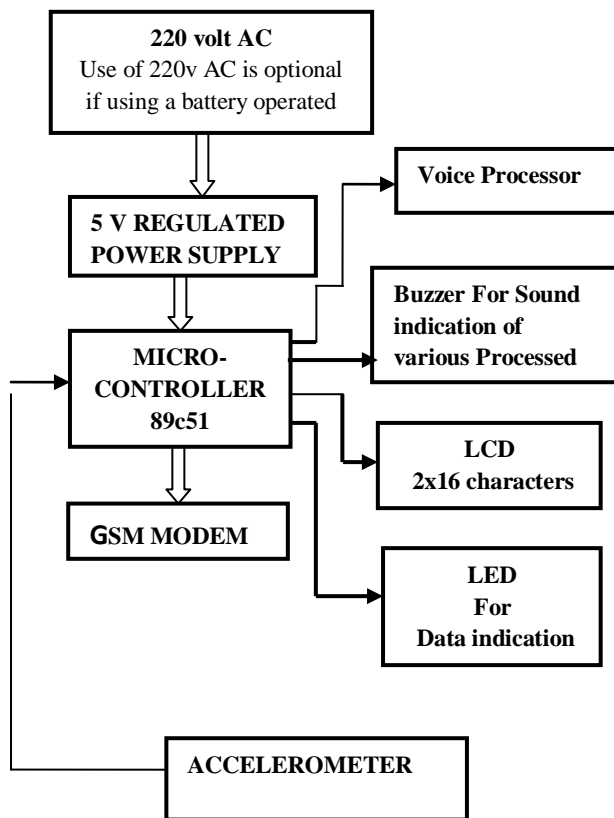 220 volt AC
Use of 220v AC is optional
if using a battery operated
Voice Processor
5 V REGULATED
POWER SUPPLY
Buzzer For Sound
indication of
various Processed
MICRO-
CONTROLLER
89c51
LCD
2x16 characters
GSM MODEM
LED
For
Data indication
ACCELEROMETER